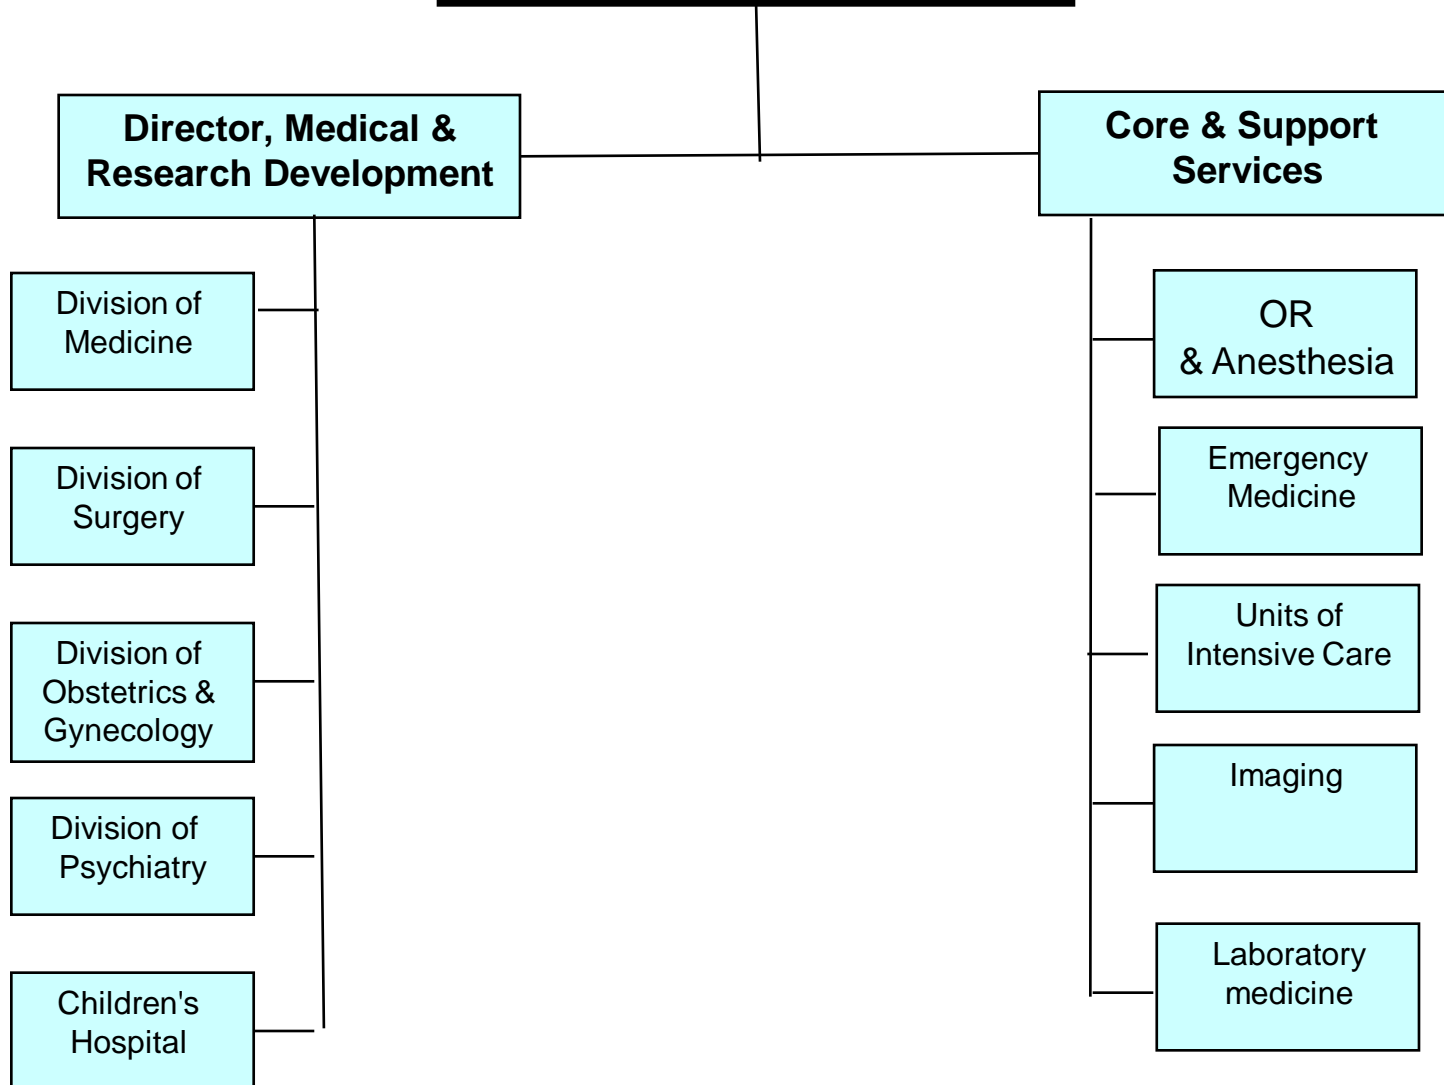 Director, Medical &
Research Development
Core & Support
Services
Division of
Medicine
Division of
Surgery
Division of
Obstetrics &
Gynecology
Division of
Psychiatry
Children's
Hospital
OR
& Anesthesia
Emergency
Medicine
Units of
Intensive Care
Imaging
Laboratory
medicine